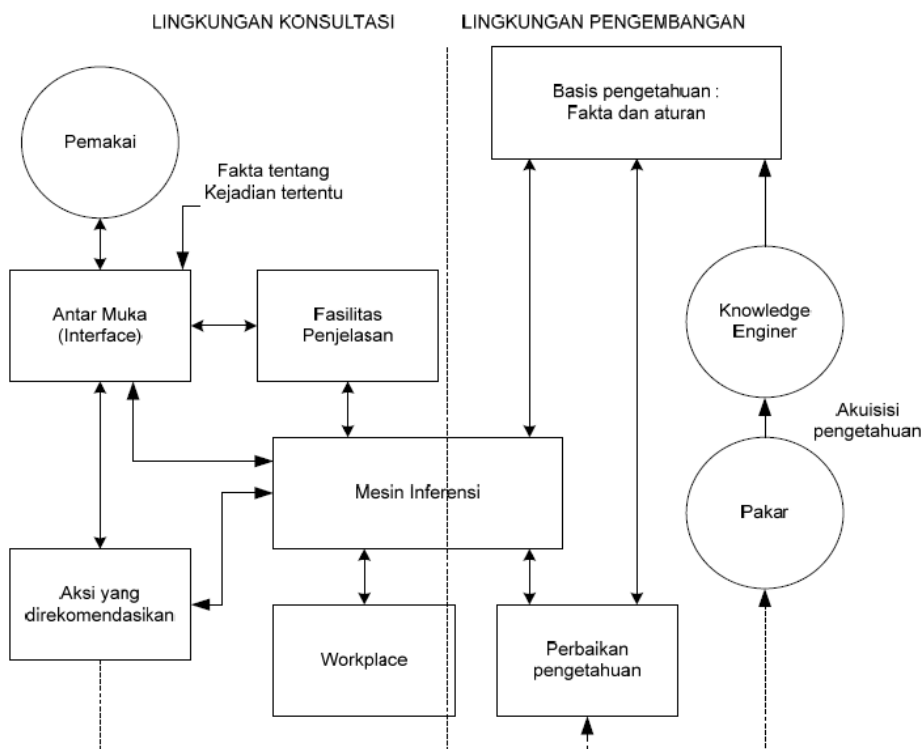 LINGKUNGAN KONSULTASI
LINGKUNGAN PENGEMBANGAN
Basis pengetahuan :
Fakta dan aturan
Pemakai
Fakta tentang
Kejadian tertentu
Antar Muka
(Interface)
Fasilitas
Penjelasan
Knowledge
Enginer
Akuisisi
pengetahuan
Mesin Inferensi
Pakar
Aksi yang
direkomendasikan
Workplace
Perbaikan
pengetahuan